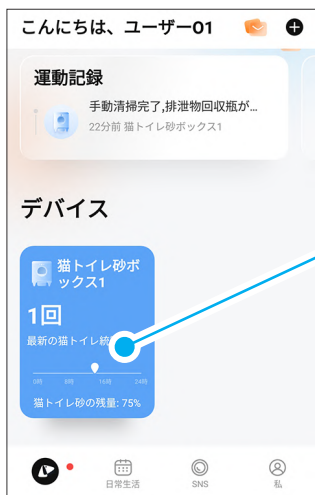 こんにちは、ユーザー01
運動記録
手動清掃完了,排泄物回収瓶が…
22分前 猫トイレ砂ボックス1
デバイス
猫トイレ砂ボ
ックス1
1回
最新の猫トイレ統
0時 8時 16時 24時
猫トイレ砂の残量: 75%
日常生活 SNS 私